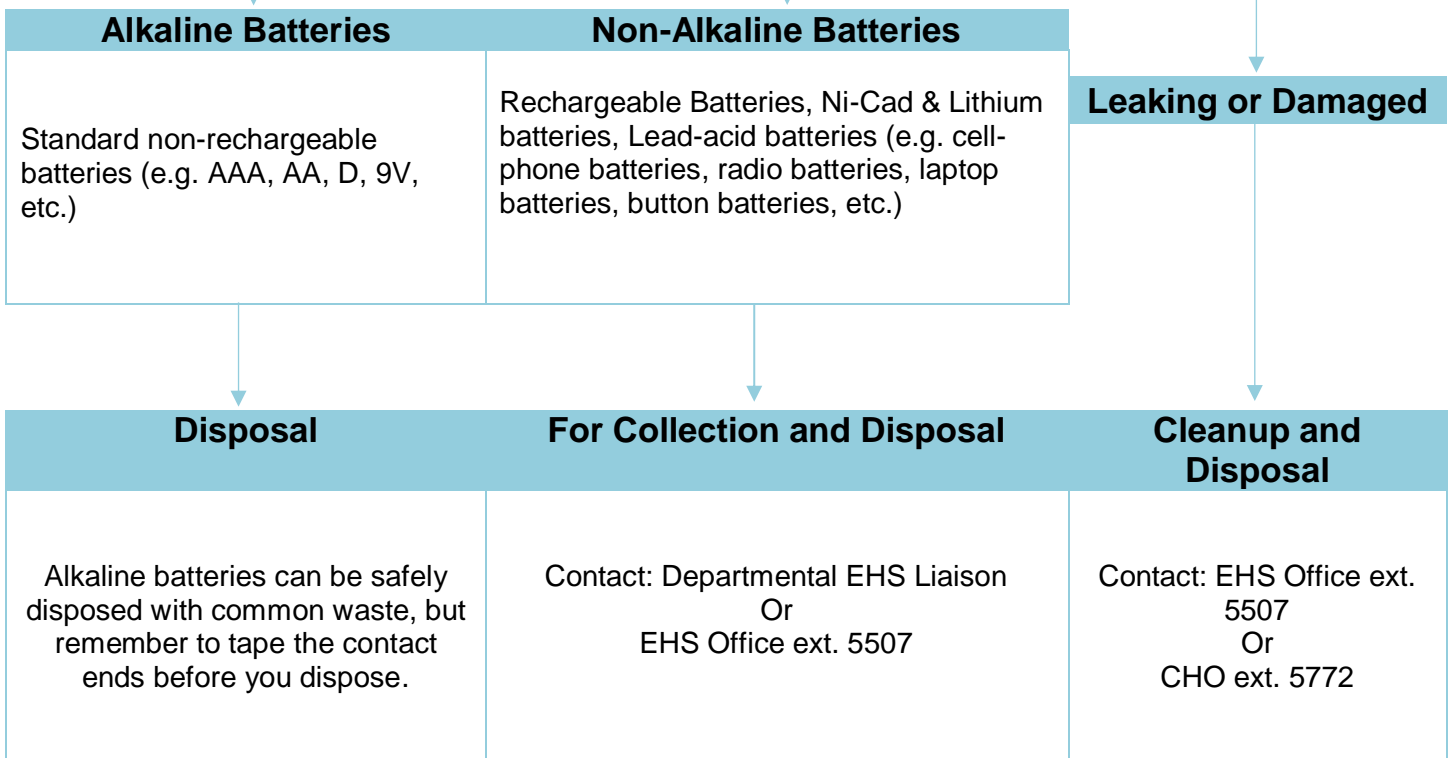 Alkaline Batteries
Standard non-rechargeable
batteries (e.g. AAA, AA, D, 9V,
etc.)
Non-Alkaline Batteries
Rechargeable Batteries, Ni-Cad & Lithium
batteries, Lead-acid batteries (e.g. cell-
phone batteries, radio batteries, laptop
batteries, button batteries, etc.)
Leaking or Damaged
Disposal
Alkaline batteries can be safely
disposed with common waste, but
remember to tape the contact
ends before you dispose.
For Collection and Disposal
Contact: Departmental EHS Liaison
Or
EHS Office ext. 5507
Cleanup and
Disposal
Contact: EHS Office ext.
5507
Or
CHO ext. 5772